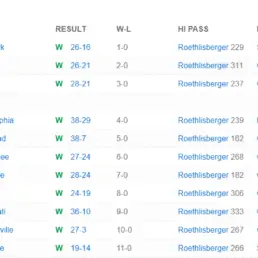 RESULT W-L HI PASS
rk W 26-16 1-0 Roethlisberger 229
W 26-21 2-0 Roethlisberger 311
W 28-21 3-0 Roethlisberger 237
phia W 38-29 4-0 Roethlisberger 239
ad W 38-7 5-0 Roethlisberger 162
ee W 27-24 6-0 Roethlisberger 268
e W 28-24 7-0 Roethlisberger 182
W 24-19 8-0 Roethlisberger 306
ati W 36-10 9-0 Roethlisberger 333
ville W 27-3 10-0 Roethlisberger 267
e W 19-14 11-0 Roethlisberger 266